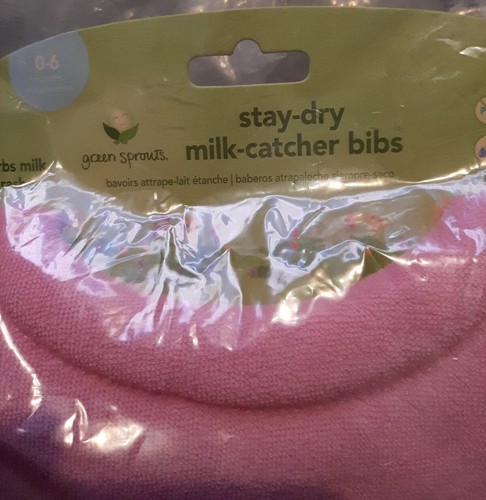 0-6
stay-dry
green sprouts.
milk-catcher bibs
rbs milk
bavoirs attrape-lait étanche | baberos atrapaleche siempre-seco